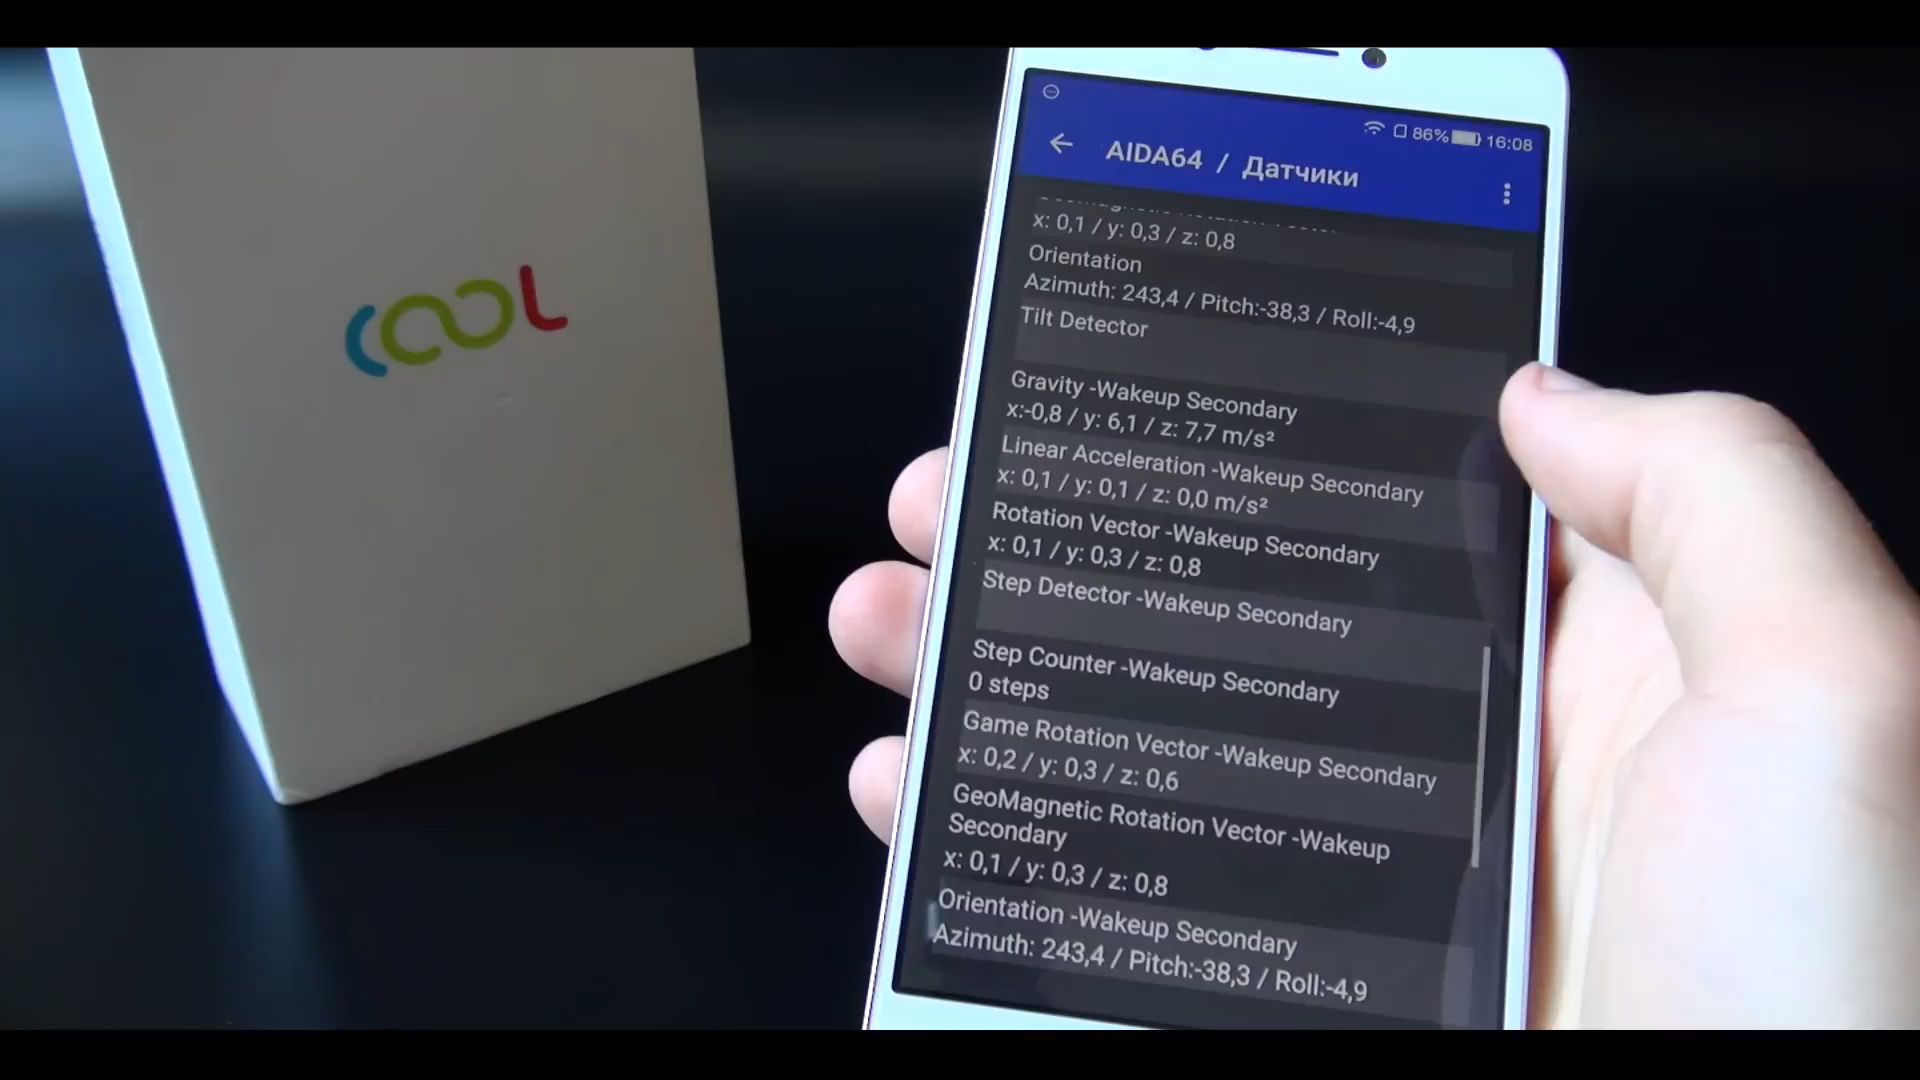 COOL
86% 16:08
AIDA64 / Датчики
x: 0,1 / y: 0,3 / z: 0,8
Orientation
Azimuth: 243,4 / Pitch:-38,3 / Roll:-4,9
Tilt Detector
Gravity -Wakeup Secondary
x:-0,8 / y: 6,1 / z: 7,7 m/s²
Linear Acceleration -Wakeup Secondary
x: 0,1 / y: 0,1 / z: 0,0 m/s²
Rotation Vector -Wakeup Secondary
x: 0,1 / y: 0,3 / z: 0,8
Step Detector -Wakeup Secondary
Step Counter -Wakeup Secondary
0 steps
Game Rotation Vector -Wakeup Secondary
x: 0,2 / y: 0,3 / z: 0,6
GeoMagnetic Rotation Vector -Wakeup
Secondary
x: 0,1 / y: 0,3 / z: 0,8
Orientation -Wakeup Secondary
Azimuth: 243,4 / Pitch:-38,3 / Roll:-4,9